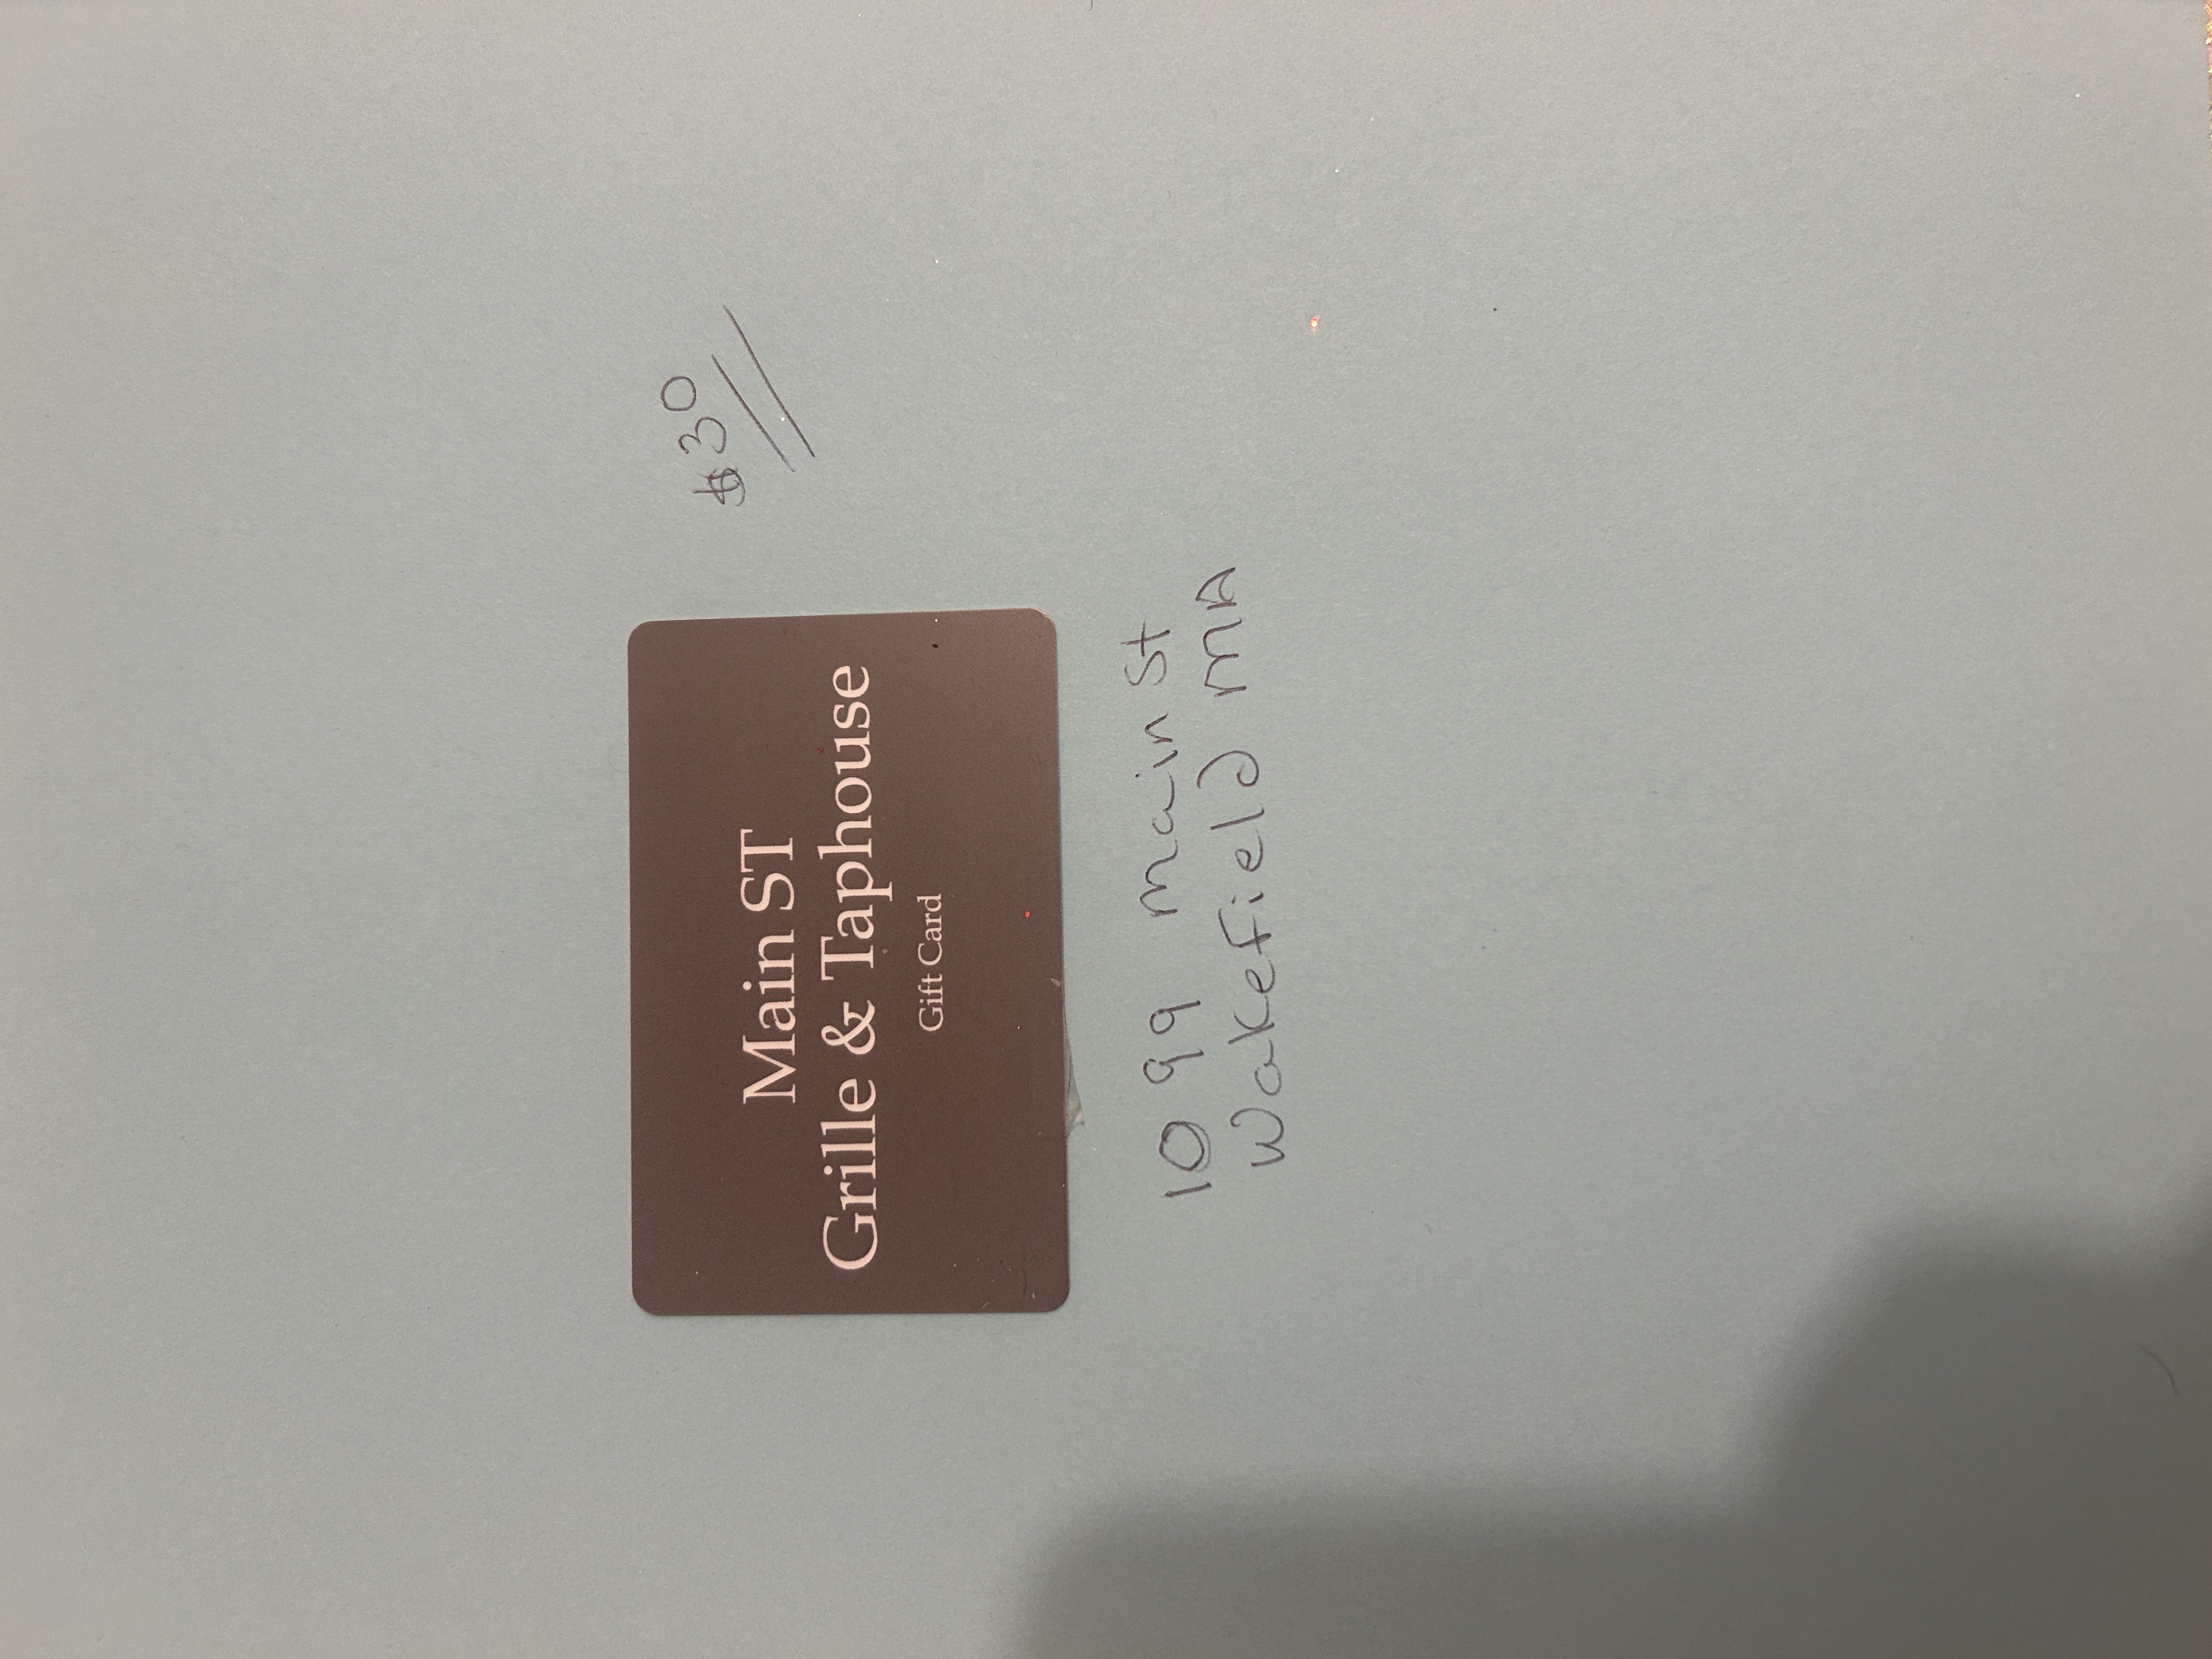 $30
Main ST
Grille & Taphouse
Gift Card
1099 main St
Wakefield MA